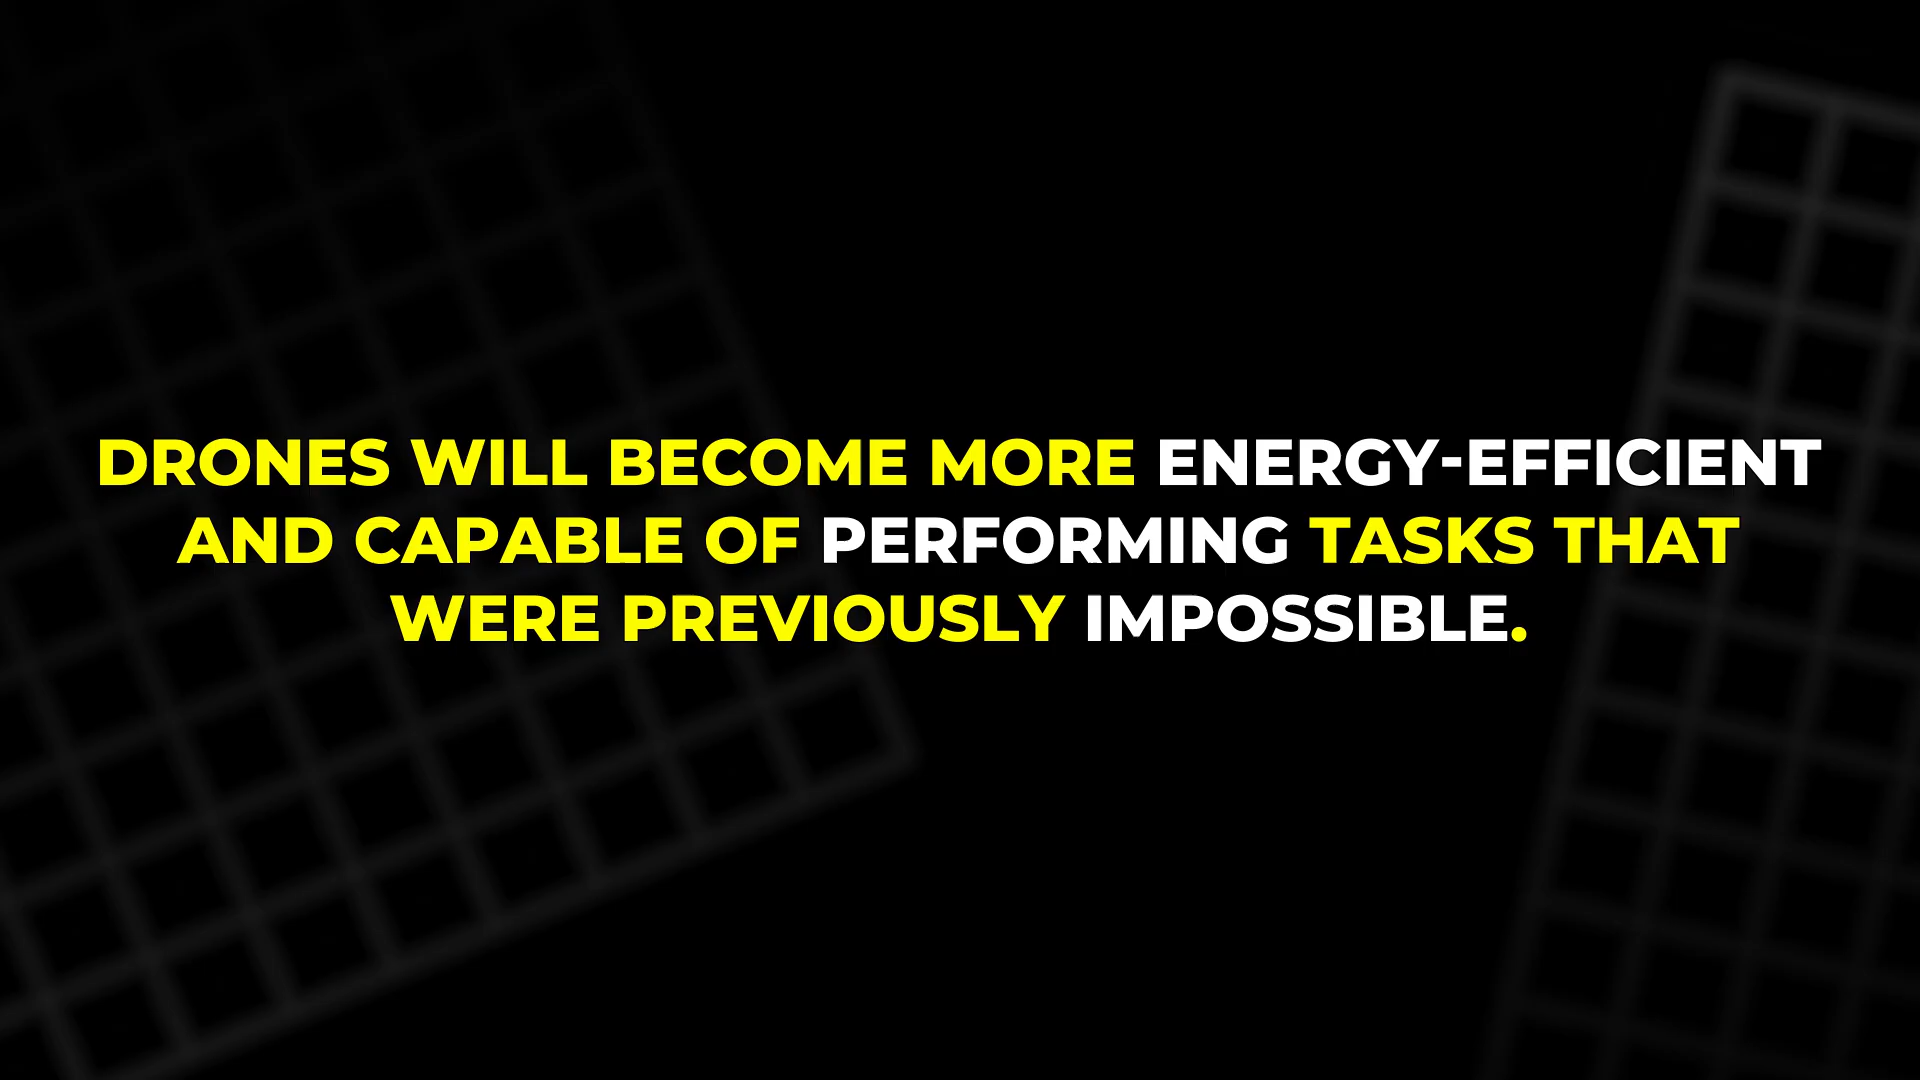 DRONES WILL BECOME MORE ENERGY-EFFICIENT
AND CAPABLE OF PERFORMING TASKS THAT
WERE PREVIOUSLY IMPOSSIBLE.